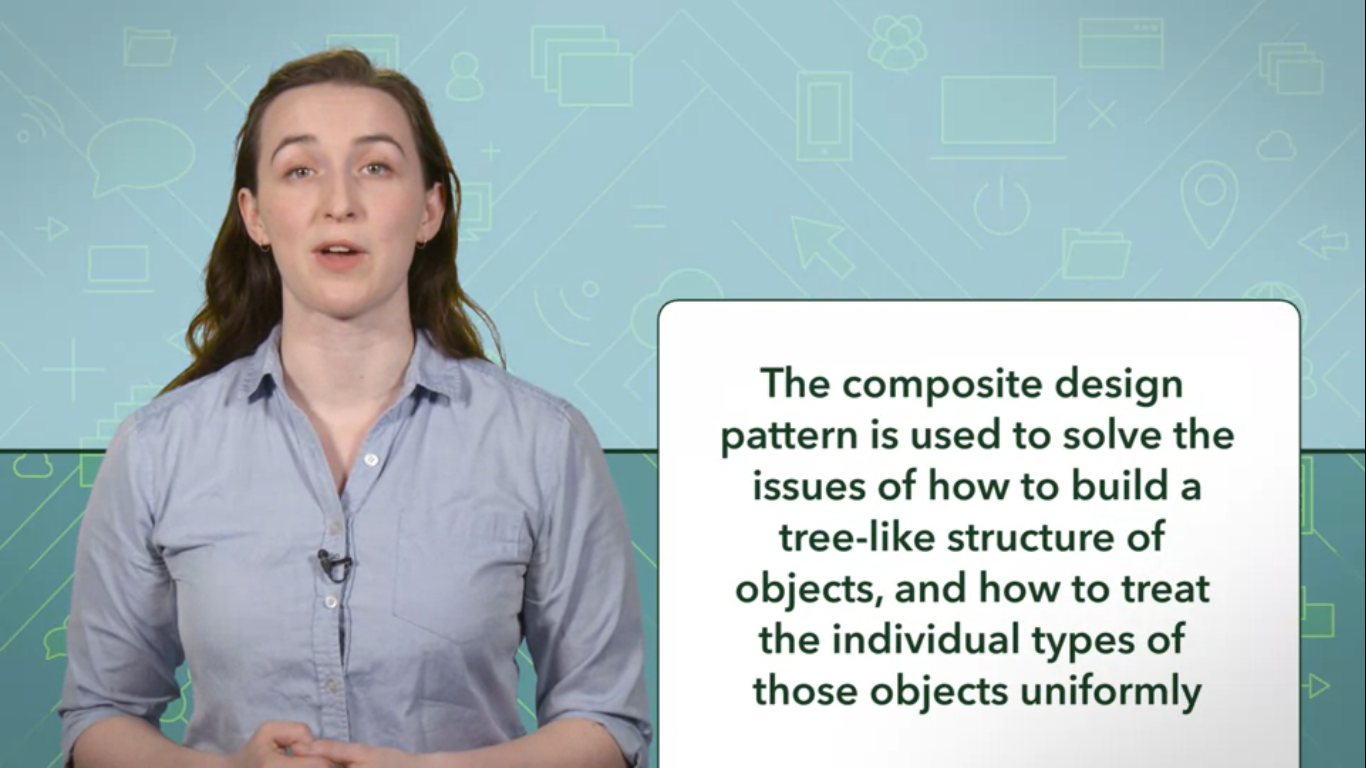 The composite design
pattern is used to solve the
issues of how to build a
tree-like structure of
objects, and how to treat
the individual types of
those objects uniformly